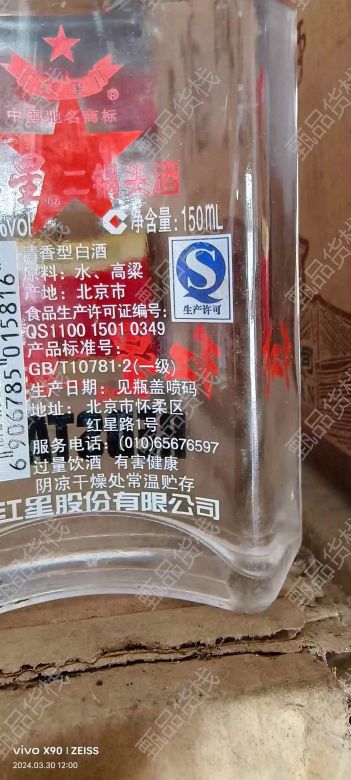 红星
®
中国驰名商标
星®二锅头酒
%vol
净含量:150mL
清香型白酒
原料:水、高粱
产地:北京市
食品生产许可证编号:
QS1100 1501 0349
生产许可
产品标准号:
GB/T10781·2(一级)
生产日期:见瓶盖喷码
地址:北京市怀柔区
红星路1号
服务电话:(010)65676597
过量饮酒 有害健康
阴凉干燥处常温贮存
红星股份有限公司
6906785015816
vivo X90 | ZEISS
2024.03.30 12:00
甄品货栈